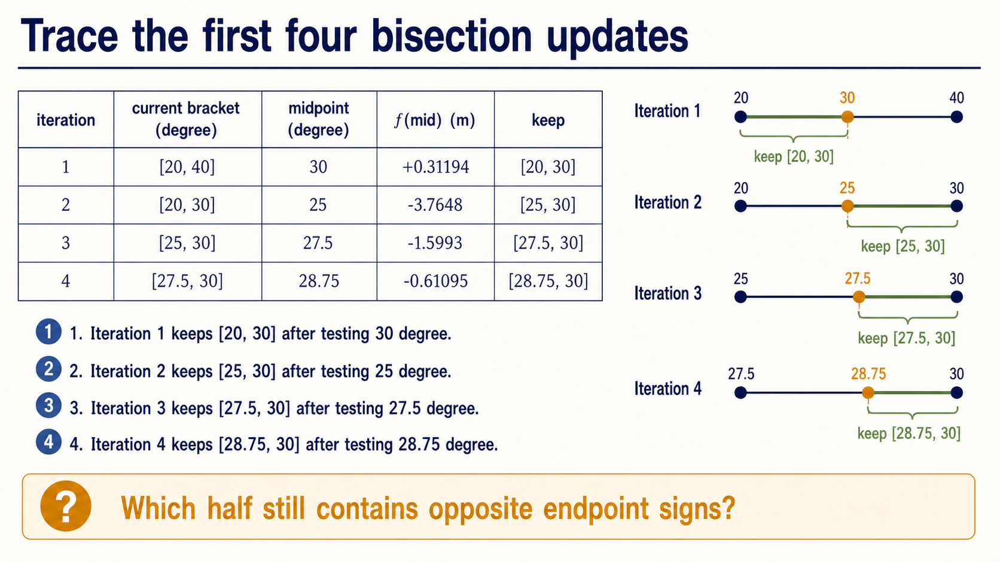 Trace the first four bisection updates
iteration
current bracket
(degree)
midpoint
(degree)
f(mid) (m)
keep
1
[20, 40]
30
+0.31194
[20, 30]
2
[20, 30]
25
-3.7648
[25, 30]
3
[25, 30]
27.5
-1.5993
[27.5, 30]
4
[27.5, 30]
28.75
-0.61095
[28.75, 30]
1 1. Iteration 1 keeps [20, 30] after testing 30 degree.
2 2. Iteration 2 keeps [25, 30] after testing 25 degree.
3 3. Iteration 3 keeps [27.5, 30] after testing 27.5 degree.
4 4. Iteration 4 keeps [28.75, 30] after testing 28.75 degree.
Iteration 1
20 30 40
keep [20, 30]
Iteration 2
20 25 30
keep [25, 30]
Iteration 3
25 27.5 30
keep [27.5, 30]
Iteration 4
27.5 28.75 30
keep [28.75, 30]
? Which half still contains opposite endpoint signs?